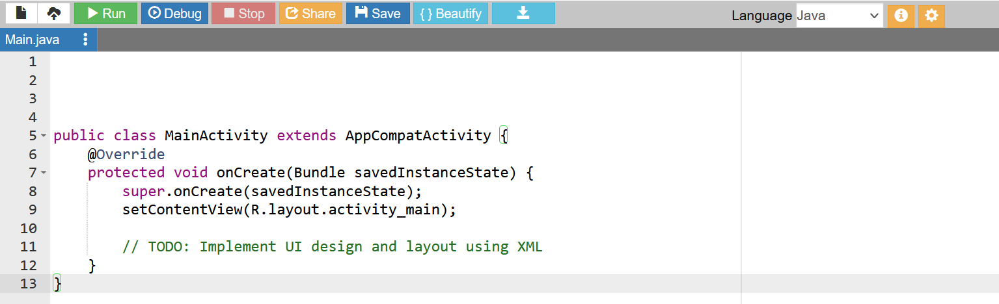 Run Debug Stop Share Save { } Beautify Language Java
Main.java
1
2
3
4
5 public class MainActivity extends AppCompatActivity {
6     @Override
7     protected void onCreate(Bundle savedInstanceState) {
8         super.onCreate(savedInstanceState);
9         setContentView(R.layout.activity_main);
10
11         // TODO: Implement UI design and layout using XML
12     }
13 }